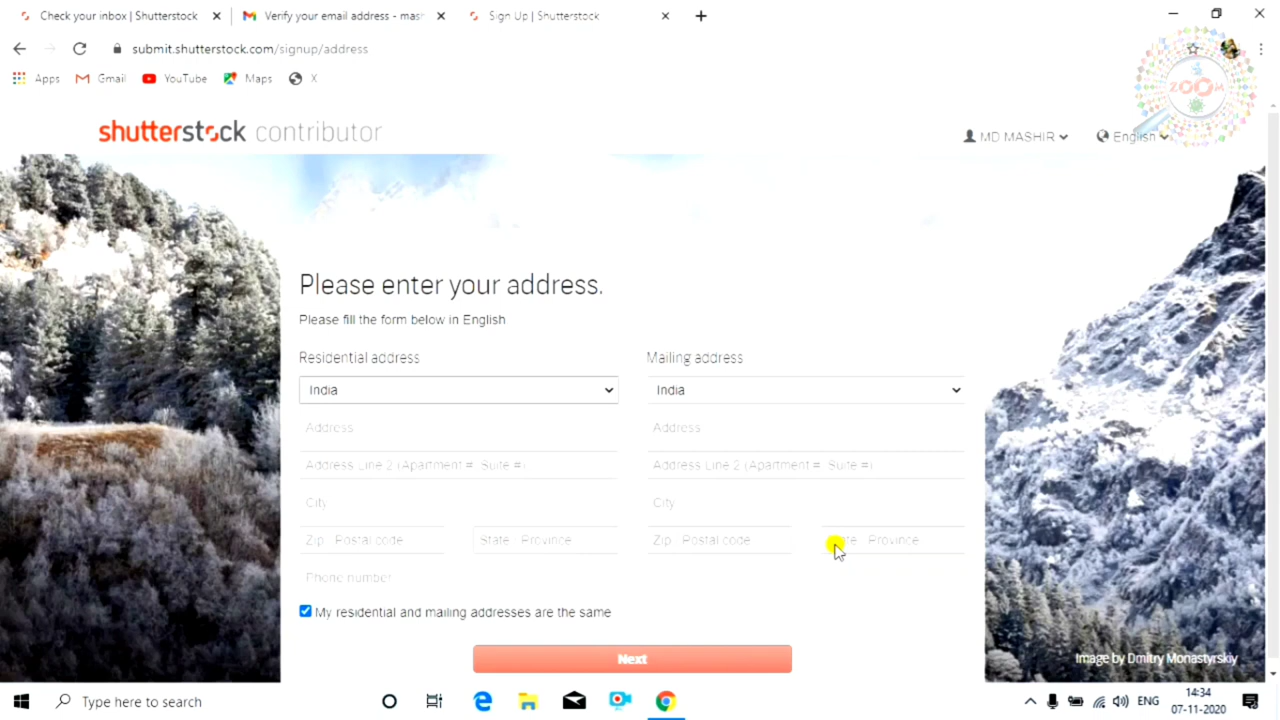 Check your inbox | Shutterstock
Verify your email address - mas
Sign Up | Shutterstock
submit.shutterstock.com/signup/address
Apps
Gmail
YouTube
Maps
X
ZOOM
shutterstock contributor
MD MASHIR
English
Please enter your address.
Please fill the form below in English
Residential address
Mailing address
India
India
Address
Address
Address Line 2 (Apartment #, Suite #)
Address Line 2 (Apartment #, Suite #)
City
City
Zip / Postal code
State / Province
Zip / Postal code
Province
Phone number
My residential and mailing addresses are the same
Next
Image by Dmitry Monastyrskiy
Type here to search
ENG
14:34
07-11-2020